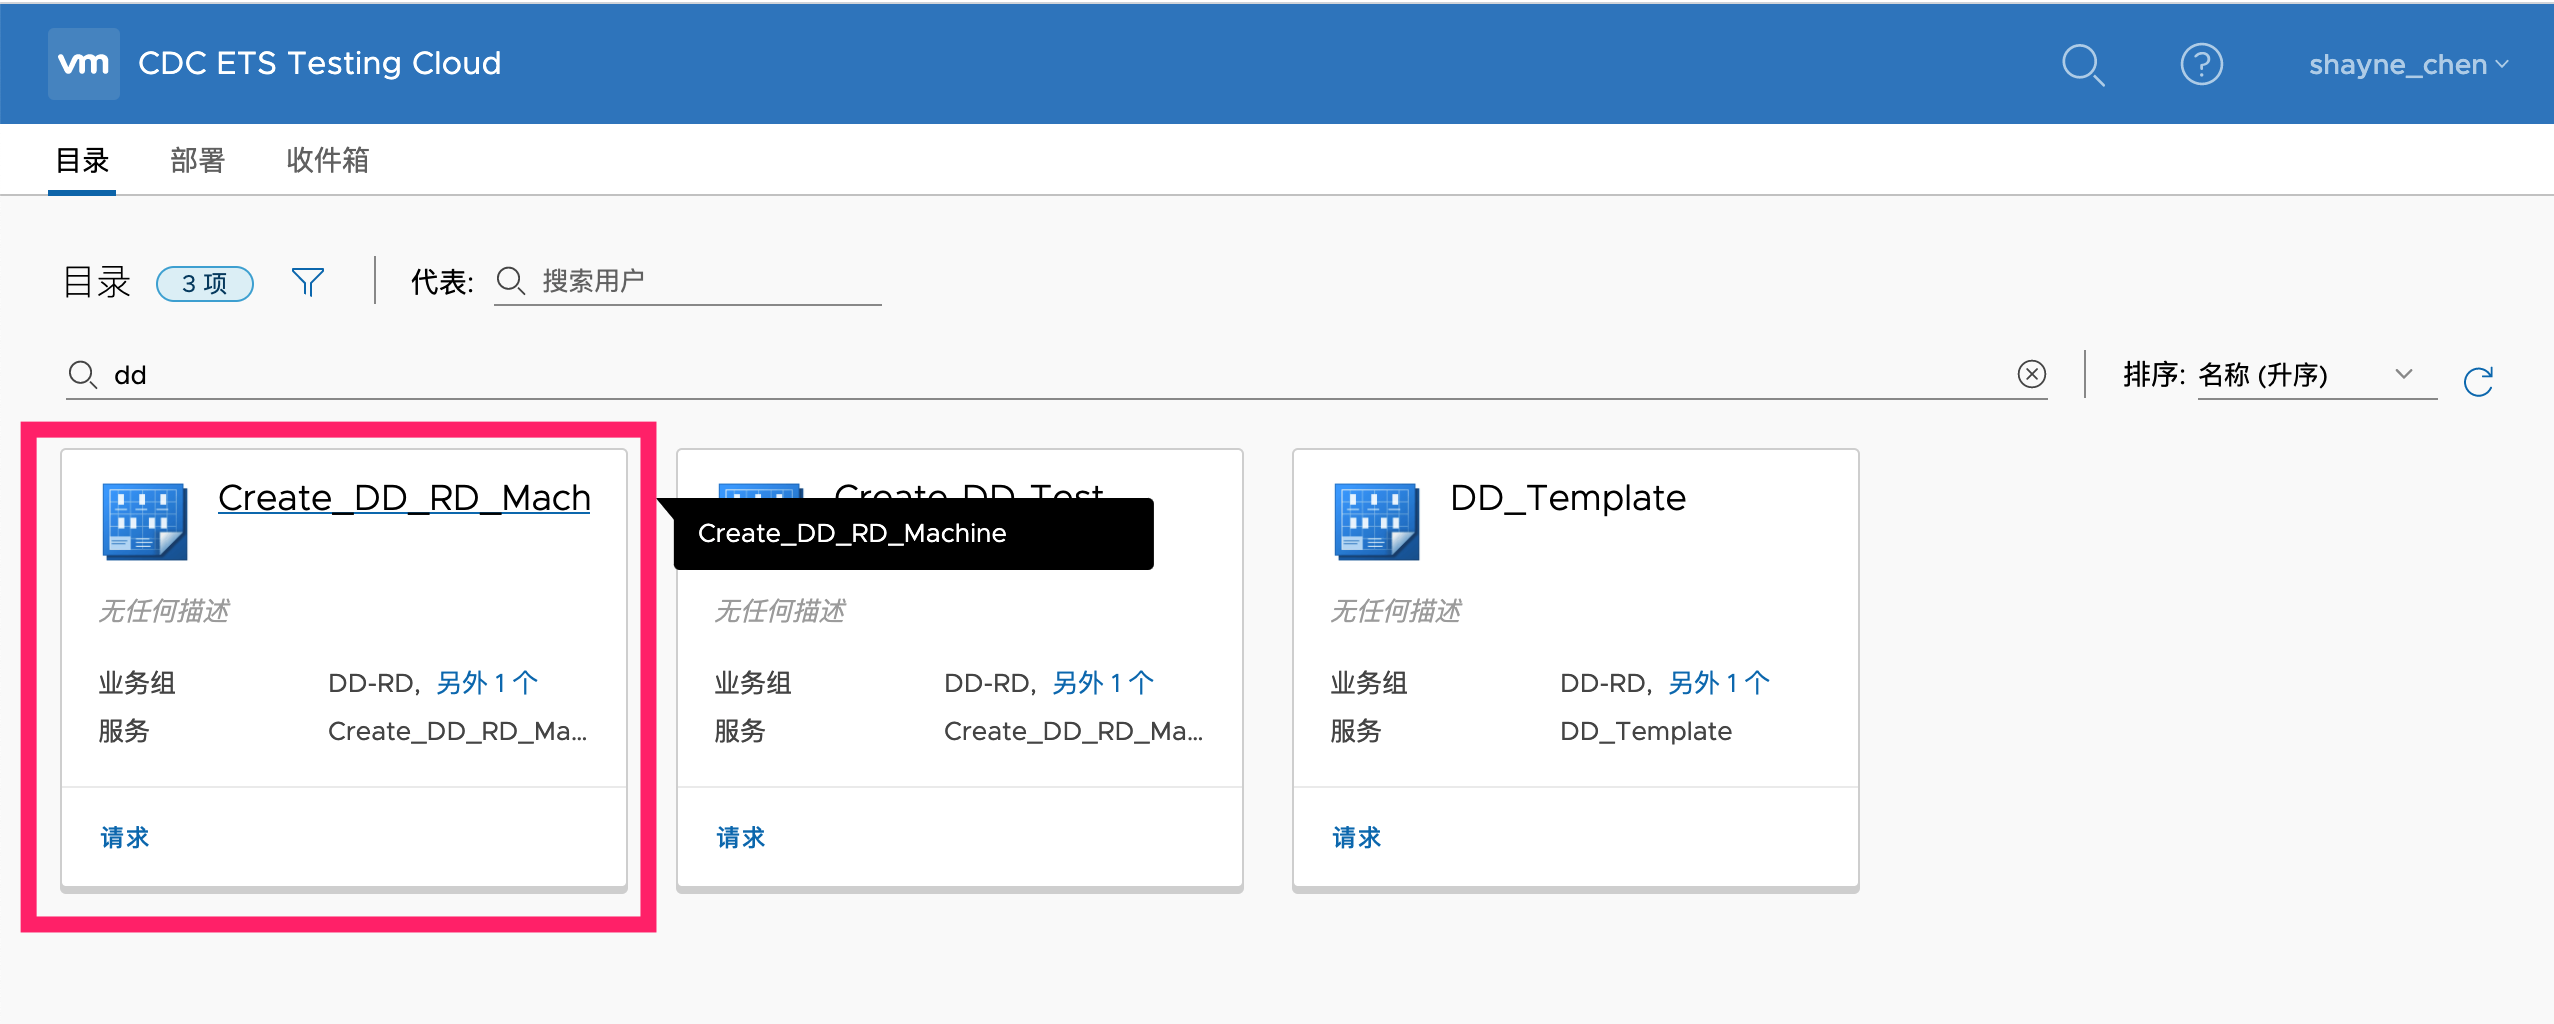 vm CDC ETS Testing Cloud shayne_chen
目录 部署 收件箱
目录 3 项 代表: 搜索用户
dd 排序: 名称 (升序)
Create_DD_RD_Mach
Create_DD_RD_Machine
无任何描述
业务组 DD-RD, 另外 1 个
服务 Create_DD_RD_Ma...
请求
Create_DD_Test
无任何描述
业务组 DD-RD, 另外 1 个
服务 Create_DD_RD_Ma...
请求
DD_Template
无任何描述
业务组 DD-RD, 另外 1 个
服务 DD_Template
请求